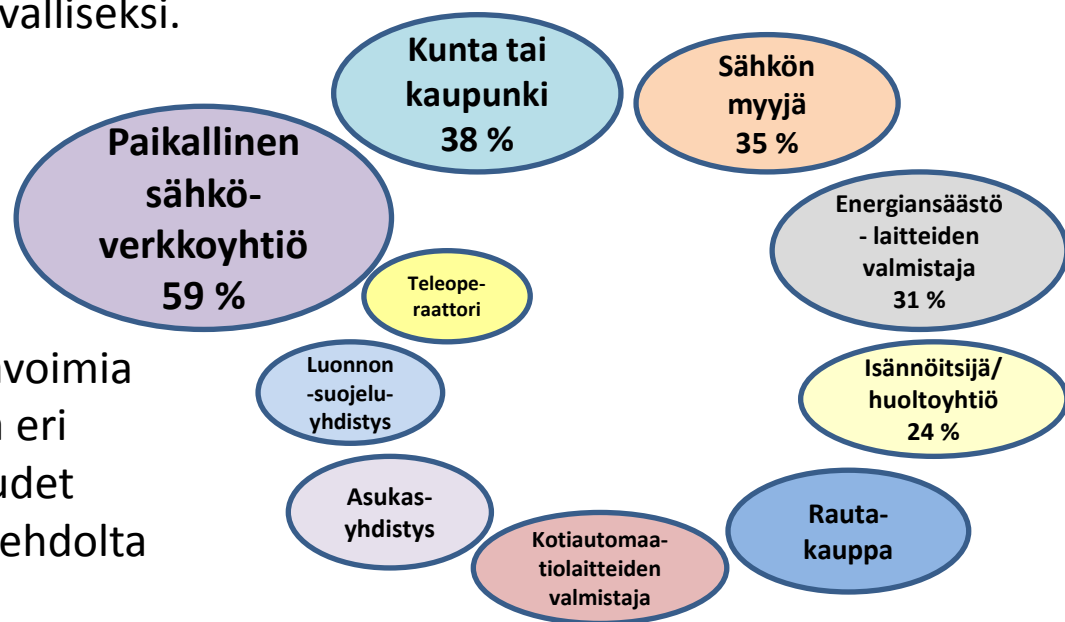 valliseksi.
Kunta tai
kaupunki
38 %
Sähkön
myyjä
35 %
Paikallinen
sähkö-
verkkoyhtiö
59 %
Energiansäästö
- laitteiden
valmistaja
31 %
Teleope-
raattori
Luonnon
-suojelu-
yhdistys
Isännöitsijä/
huoltoyhtiö
24 %
voimia
eri
udet
ehdolta
Asukas-
yhdistys
Kotiautomaa-
tiolaitteiden
valmistaja
Rauta-
kauppa